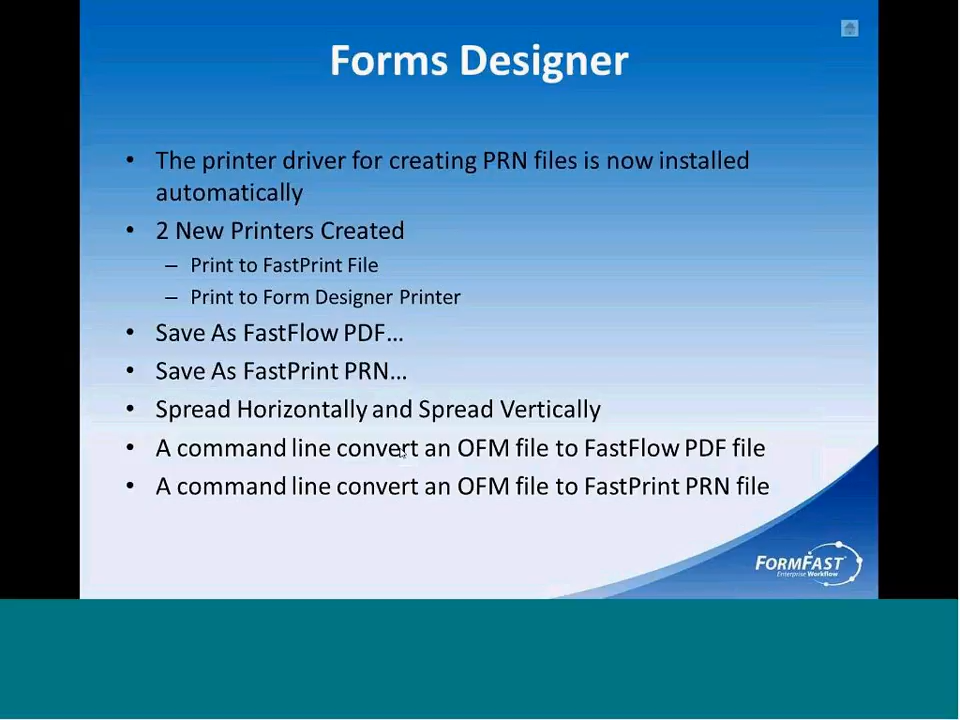 Forms Designer
• The printer driver for creating PRN files is now installed
automatically
• 2 New Printers Created
– Print to FastPrint File
– Print to Form Designer Printer
• Save As FastFlow PDF...
• Save As FastPrint PRN...
• Spread Horizontally and Spread Vertically
• A command line convert an OFM file to FastFlow PDF file
• A command line convert an OFM file to FastPrint PRN file
FORMFAST
Enterprise Workflow